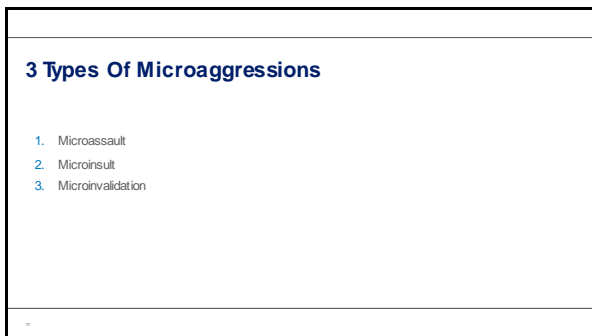 3 Types Of Microaggressions
1. Microassault
2. Microinsult
3. Microinvalidation